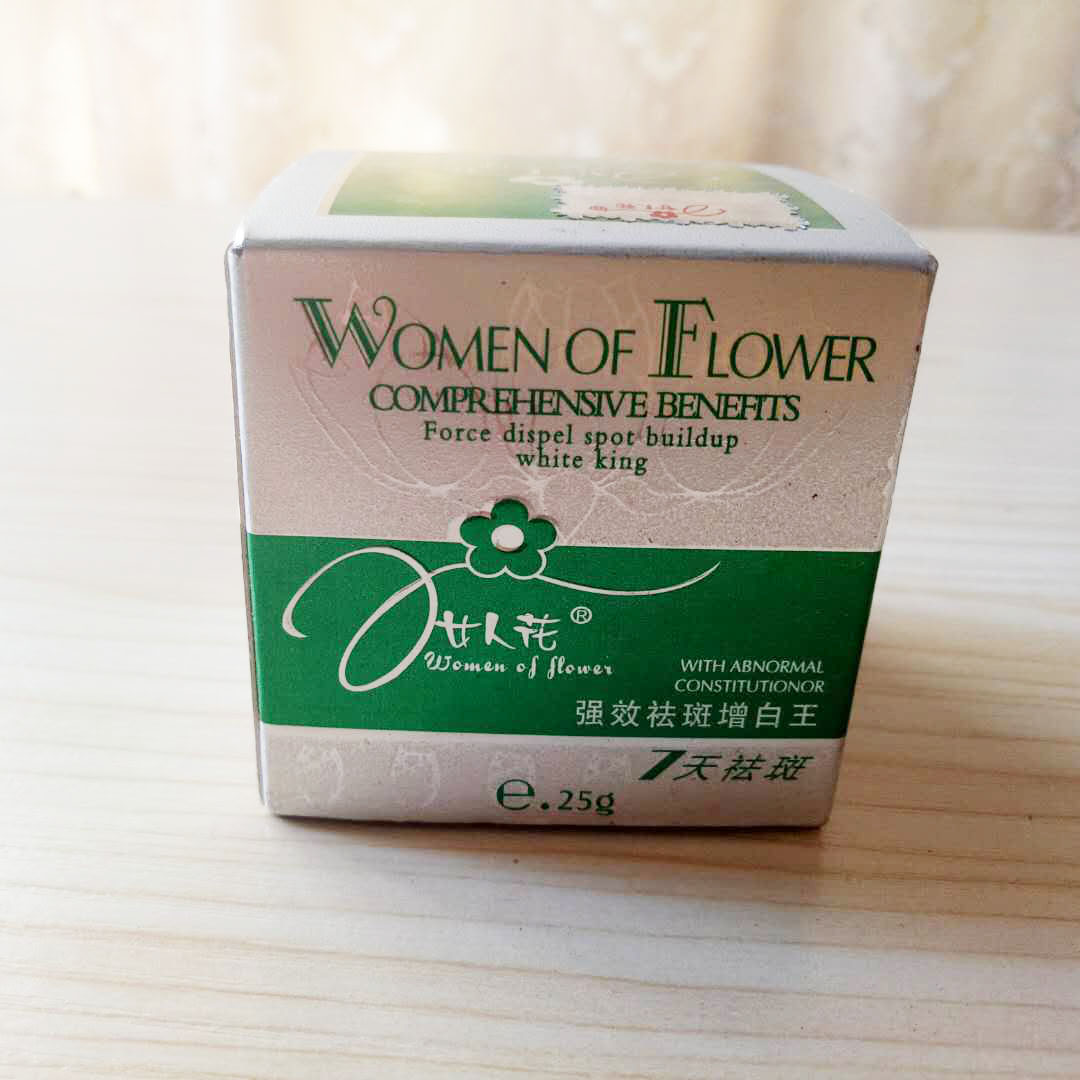 WOMEN OF FLOWER
COMPREHENSIVE BENEFITS
Force dispel spot buildup
white king
女人花®
Women of flower
WITH ABNORMAL
CONSTITUTIONOR
强效祛斑增白王
7天祛斑
e.25g